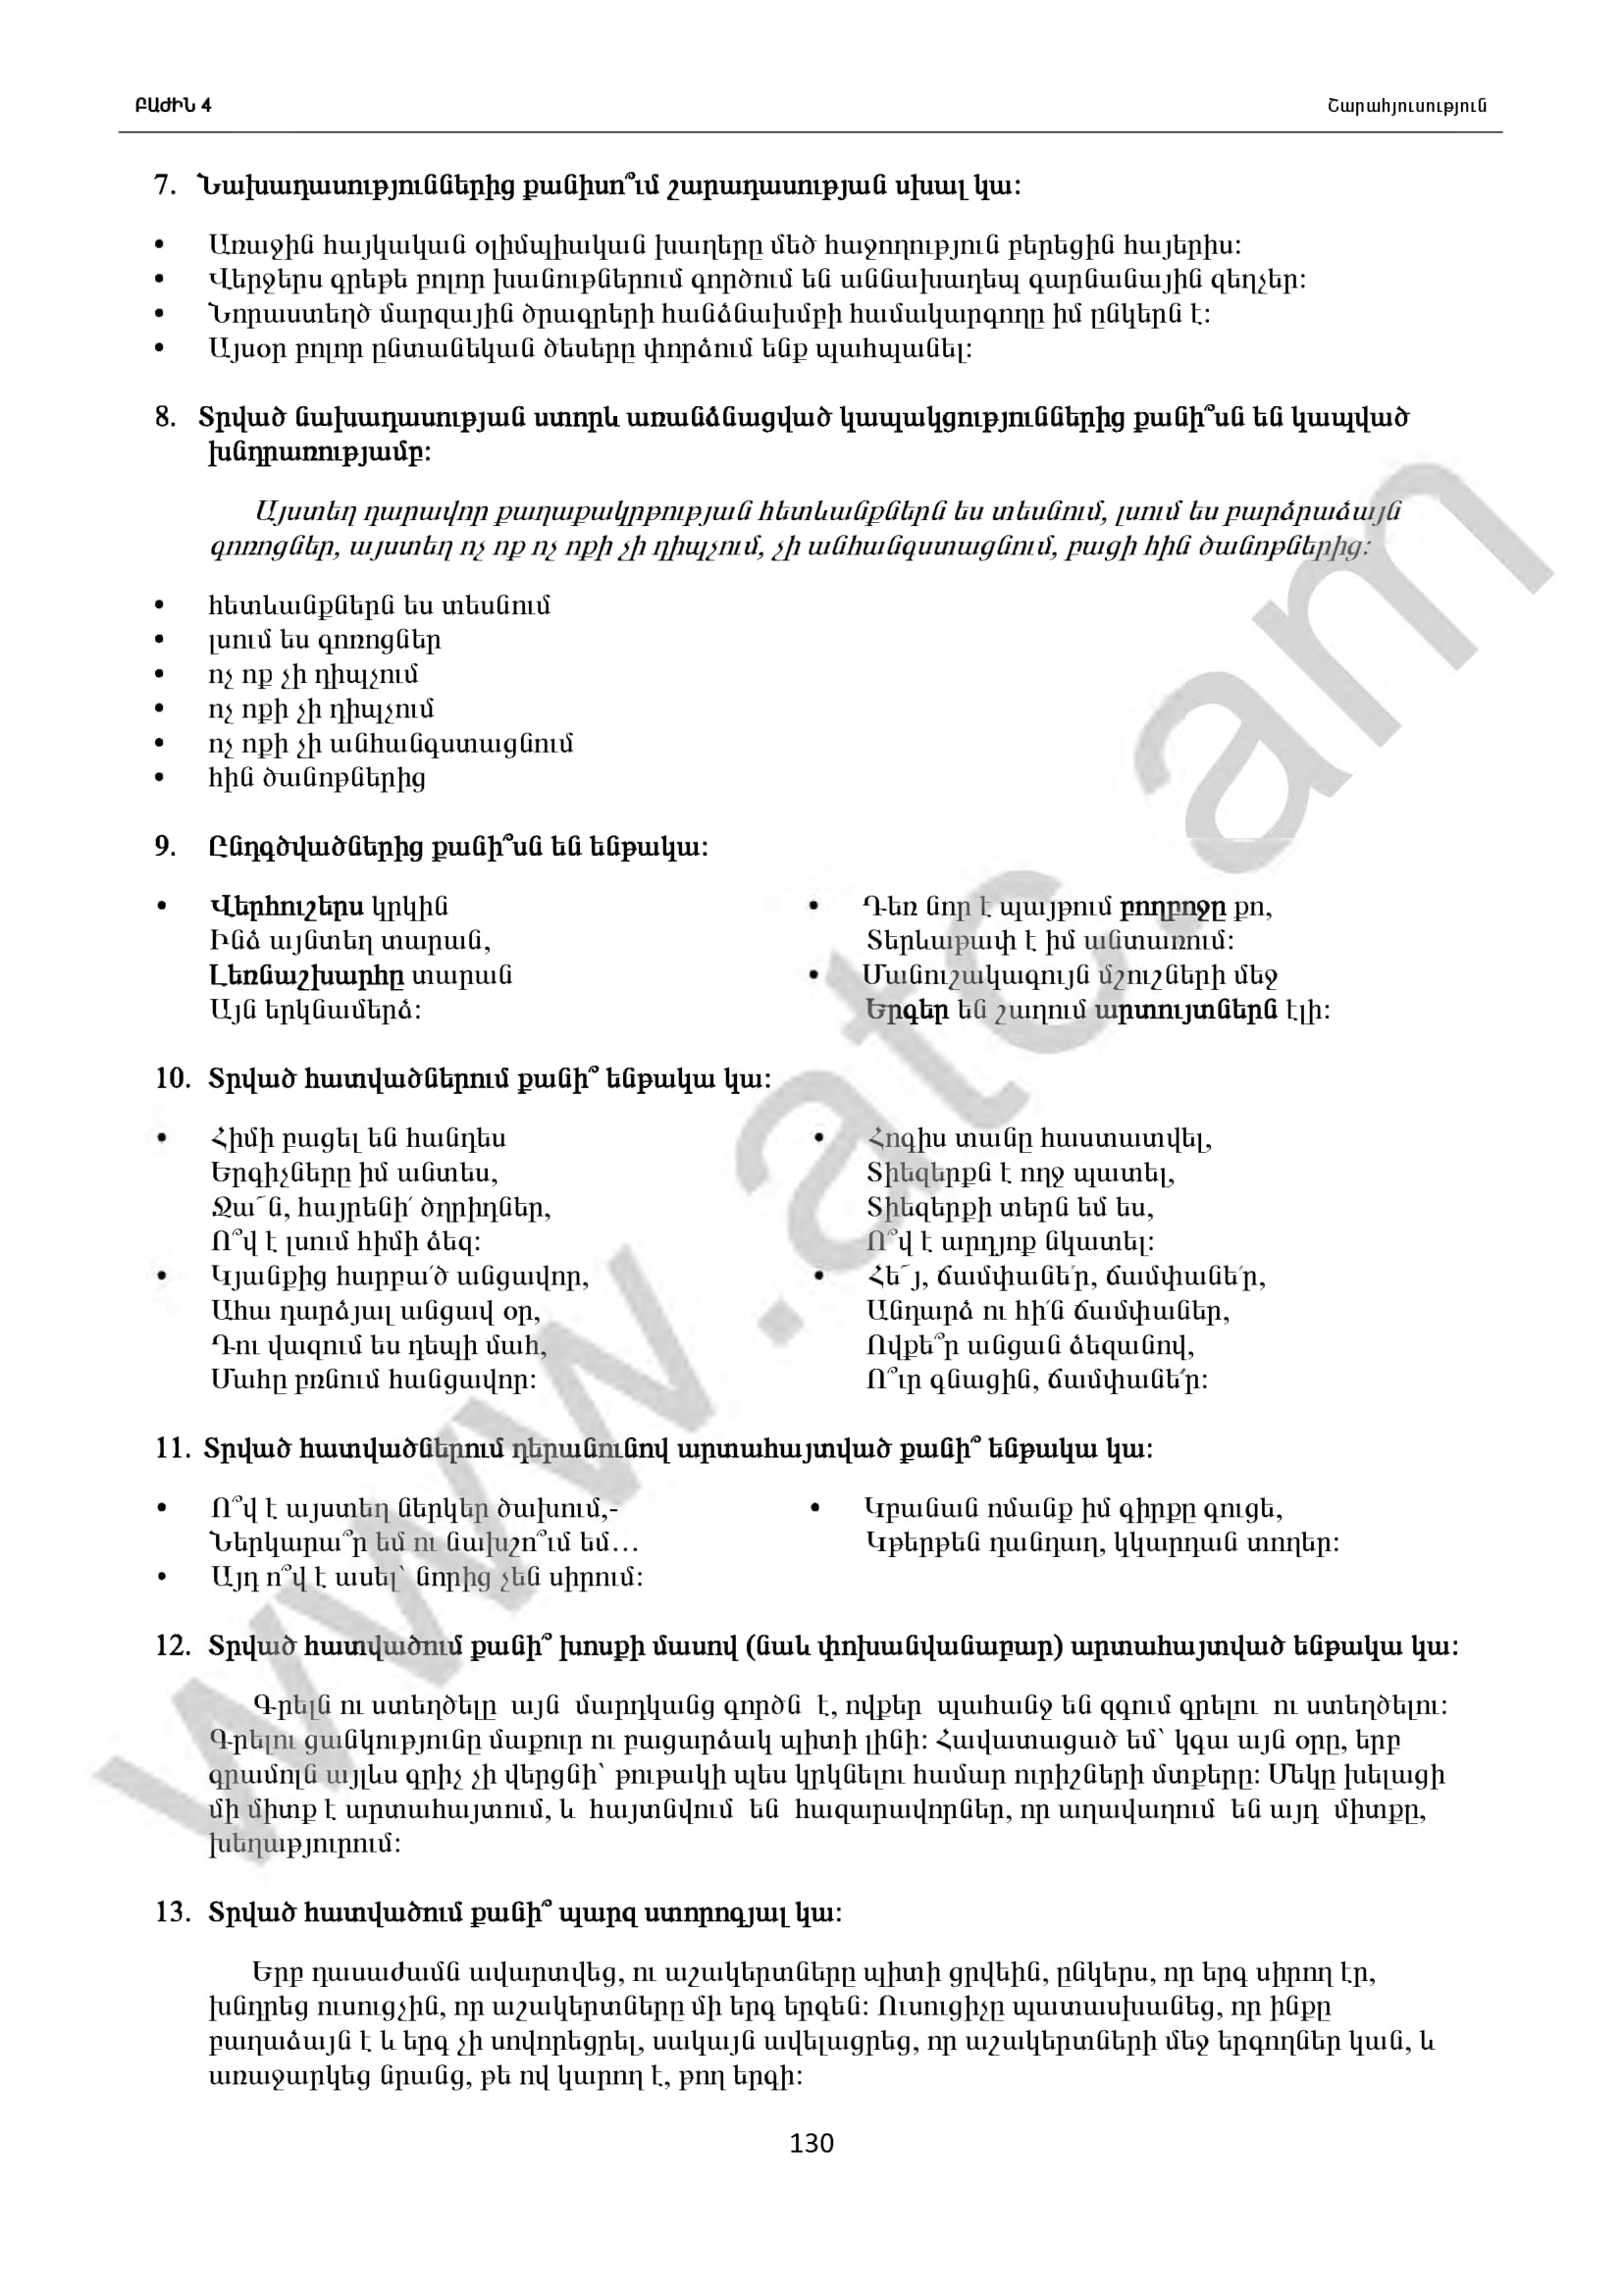 ԲԱԺԻՆ 4
Շարահյուսություն
7. Նախադասություններից քանիսո՞ւմ շարադասության սխալ կա:
• Առաջին հայկական օլիմպիական խաղերը մեծ հաջողություն բերեցին հայերիս:
• Վերջերս գրեթե բոլոր խանութներում գործում են աննախադեպ գարնանային զեղչեր:
• Նորաստեղծ մարզային ծրագրերի հանձնախմբի համակարգողը իմ ընկերն է:
• Այսօր բոլոր ընտանեկան ծեսերը փորձում ենք պահպանել:
8. Տրված նախադասության ստորև առանձնացված կապակցություններից քանի՞սն են կապված
խնդրառությամբ:
Այստեղ դարավոր քաղաքակրթության հետևանքներն ես տեսնում, լսում ես բարձրաձայն
գոռոցներ, այստեղ ոչ ոք ոչ ոքի չի դիպչում, չի անհանգստացնում, բացի հին ծանոթներից:
• հետևանքներն ես տեսնում
• լսում ես գոռոցներ
• ոչ ոք չի դիպչում
• ոչ ոքի չի դիպչում
• ոչ ոքի չի անհանգստացնում
• հին ծանոթներից
9. Ընդգծվածներից քանի՞սն են ենթակա:
• Վերհուշերս կրկին
Ինձ այնտեղ տարան,
Լեռնաշխարհը տարան
Այն երկնամերձ:
• Դեռ նոր է պայթում բողբոջը քո,
Տերևաթափ է իմ անտառում:
• Մանուշակագույն մշուշների մեջ
Երգեր են շաղում արտույտներն էլի:
10. Տրված հատվածներում քանի՞ ենթակա կա:
• Հիմի բացել են հանդես
Երգիչները իմ անտես,
Ջա՜ն, հայրենի՛ ծղրիդներ,
Ո՞վ է լսում հիմի ձեզ:
• Կյանքից հարբա՛ծ անցավոր,
Ահա դարձյալ անցավ օր,
Դու վազում ես դեպի մահ,
Մահը բռնում հանցավոր:
• Հոգիս տանը հաստատվել,
Տիեզերքն է ողջ պատել,
Տիեզերքի տերն եմ ես,
Ո՞վ է արդյոք նկատել:
• Հե՜յ, ճամփանե՛ր, ճամփանե՛ր,
Անդարձ ու հի՛ն ճամփաներ,
Ովքե՞ր անցան ձեզանով,
Ո՞ւր գնացին, ճամփանե՛ր:
11. Տրված հատվածներում դերանունով արտահայտված քանի՞ ենթակա կա:
• Ո՞վ է այստեղ ներկեր ծախում,-
Ներկարա՞ր եմ ու նախշո՞ւմ եմ…
• Այդ ո՞վ է ասել՝ նորից չեն սիրում:
• Կբանան ոմանք իմ գիրքը գուցե,
Կթերթեն դանդաղ, կկարդան տողեր:
12. Տրված հատվածում քանի՞ խոսքի մասով (նաև փոխանվանաբար) արտահայտված ենթակա կա:
Գրելն ու ստեղծելը այն մարդկանց գործն է, ովքեր պահանջ են զգում գրելու ու ստեղծելու:
Գրելու ցանկությունը մաքուր ու բացարձակ պիտի լինի: Հավատացած եմ՝ կգա այն օրը, երբ
գրամոլն այլևս գրիչ չի վերցնի՝ թութակի պես կրկնելու համար ուրիշների մտքերը: Մեկը խելացի
մի միտք է արտահայտում, և հայտնվում են հազարավորներ, որ աղավաղում են այդ միտքը,
խեղաթյուրում:
13. Տրված հատվածում քանի՞ պարզ ստորոգյալ կա:
Երբ դասաժամն ավարտվեց, ու աշակերտները պիտի ցրվեին, ընկերս, որ երգ սիրող էր,
խնդրեց ուսուցչին, որ աշակերտները մի երգ երգեն: Ուսուցիչը պատասխանեց, որ ինքը
բաղաձայն է և երգ չի սովորեցրել, սակայն ավելացրեց, որ աշակերտների մեջ երգողներ կան, և
առաջարկեց նրանց, թե ով կարող է, թող երգի:
130
www.atc.am